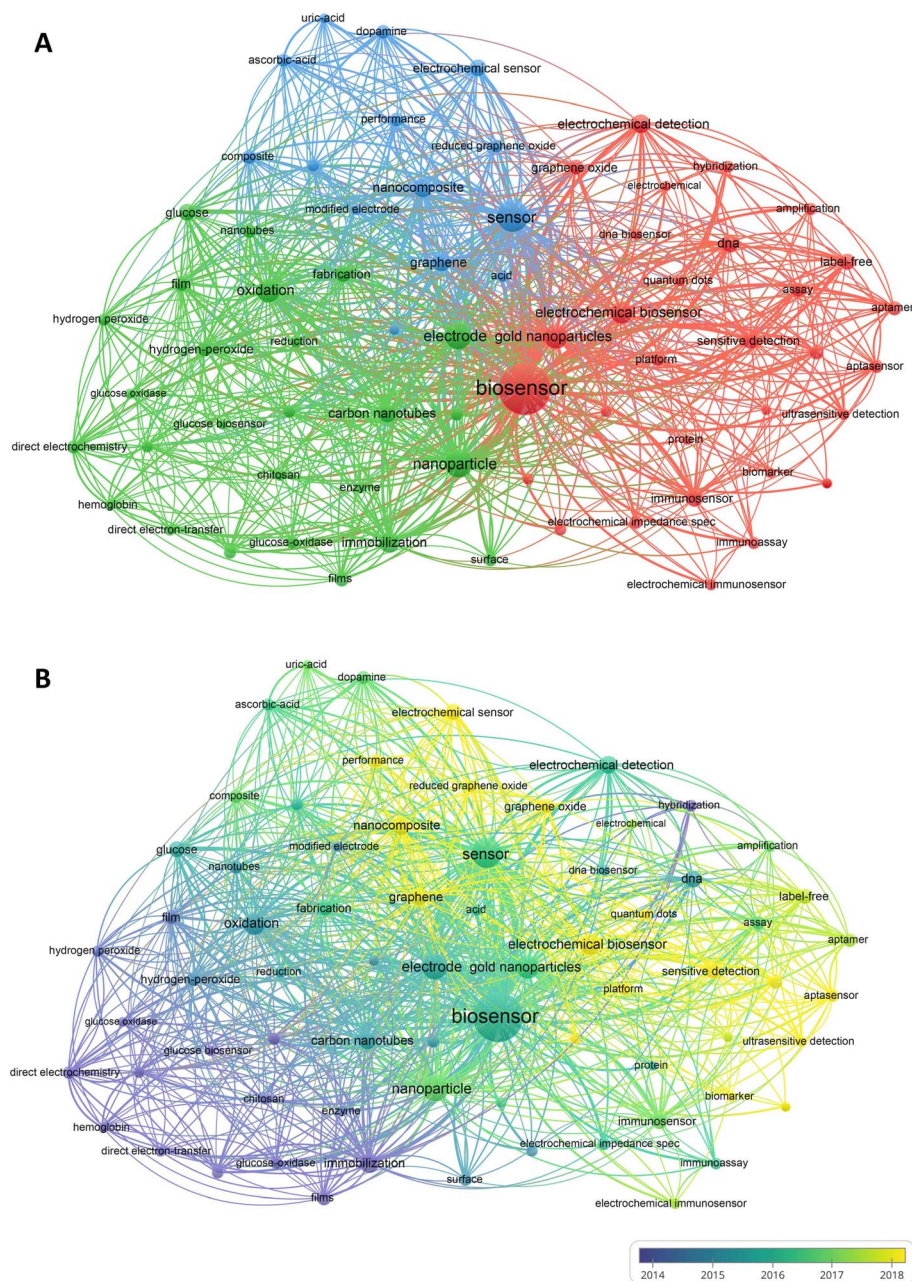 A
uric-acid
dopamine
ascorbic-acid
electrochemical sensor
performance
electrochemical detection
composite
reduced graphene oxide
graphene oxide
hybridization
nanocomposite
electrochemical
glucose
modified electrode
sensor
amplification
nanotubes
dna biosensor
dna
graphene
label-free
fabrication
acid
quantum dots
film
oxidation
assay
aptamer
hydrogen peroxide
electrochemical biosensor
reduction
electrode
gold nanoparticles
sensitive detection
hydrogen-peroxide
platform
aptasensor
glucose oxidase
biosensor
carbon nanotubes
ultrasensitive detection
glucose biosensor
direct electrochemistry
protein
nanoparticle
chitosan
biomarker
enzyme
immunosensor
hemoglobin
electrochemical impedance spec
direct electron-transfer
glucose-oxidase
immobilization
immunoassay
surface
films
electrochemical immunosensor
B
uric-acid
dopamine
ascorbic-acid
electrochemical sensor
performance
electrochemical detection
reduced graphene oxide
composite
graphene oxide
hybridization
nanocomposite
electrochemical
glucose
modified electrode
sensor
amplification
nanotubes
dna biosensor
dna
graphene
label-free
fabrication
acid
quantum dots
film
oxidation
assay
aptamer
hydrogen peroxide
electrochemical biosensor
reduction
electrode
gold nanoparticles
sensitive detection
hydrogen-peroxide
platform
aptasensor
glucose oxidase
biosensor
carbon nanotubes
ultrasensitive detection
glucose biosensor
direct electrochemistry
protein
nanoparticle
chitosan
biomarker
enzyme
immunosensor
hemoglobin
electrochemical impedance spec
direct electron-transfer
glucose-oxidase
immobilization
immunoassay
surface
films
electrochemical immunosensor
2014 2015 2016 2017 2018